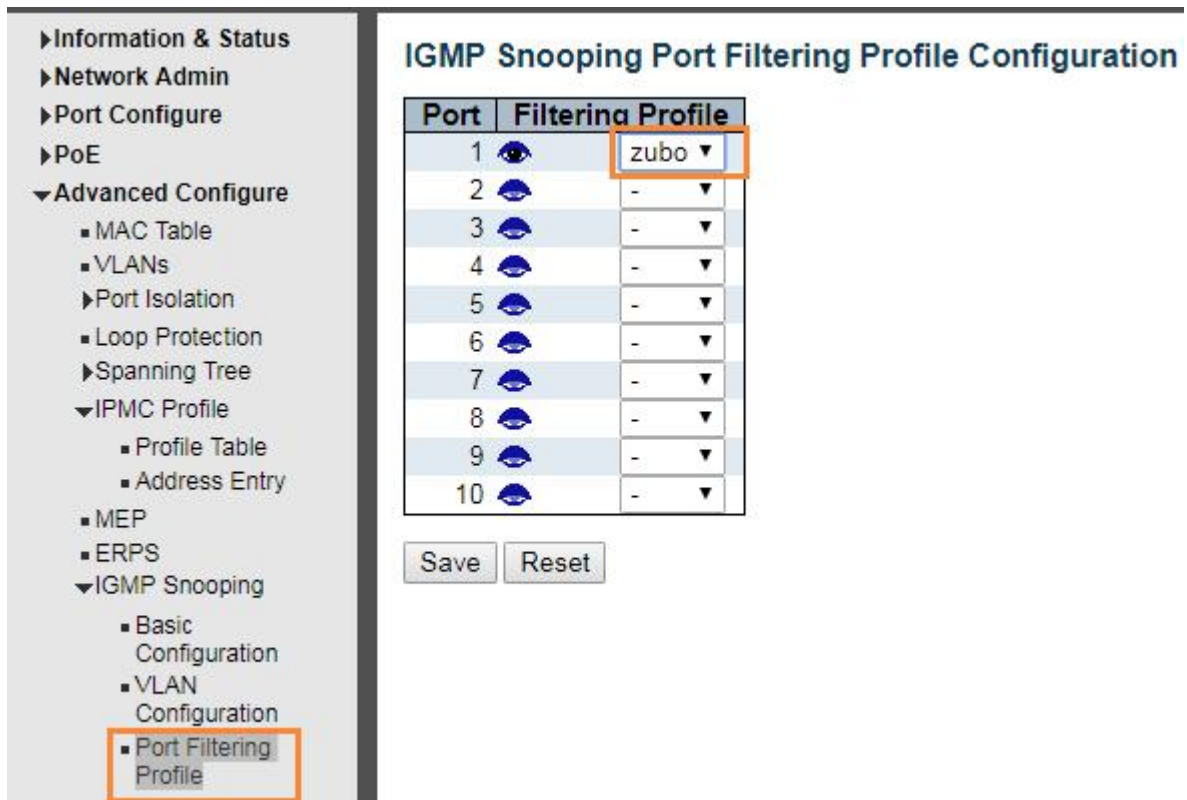 Information & Status
Network Admin
Port Configure
PoE
Advanced Configure
MAC Table
VLANs
Port Isolation
Loop Protection
Spanning Tree
IPMC Profile
Profile Table
Address Entry
MEP
ERPS
IGMP Snooping
Basic
Configuration
VLAN
Configuration
Port Filtering
Profile
IGMP Snooping Port Filtering Profile Configuration
Port Filtering Profile
1 zubo
2 -
3 -
4 -
5 -
6 -
7 -
8 -
9 -
10 -
Save Reset